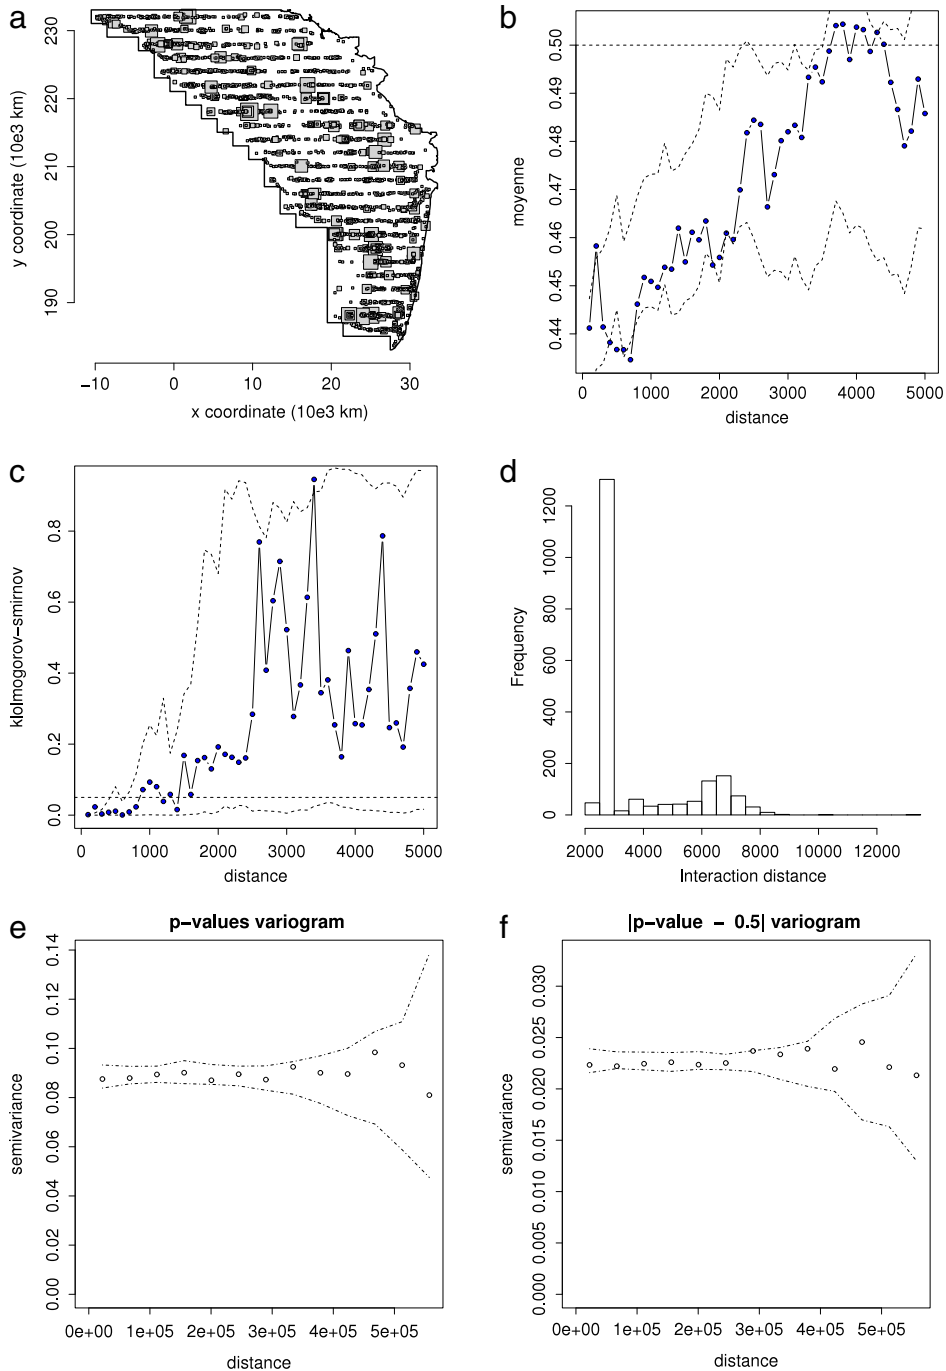 a
230
220
210
200
190
y coordinate (10e3 km)
−10 0 10 20 30
x coordinate (10e3 km)
b
0.50
0.49
0.48
0.47
0.46
0.45
0.44
moyenne
0 1000 2000 3000 4000 5000
distance
c
0.8
0.6
0.4
0.2
0.0
klolmogorov−smirnov
0 1000 2000 3000 4000 5000
distance
d
1200
1000
800
600
400
200
0
Frequency
2000 4000 6000 8000 10000 12000
Interaction distance
e
p−values variogram
0.14
0.12
0.10
0.08
0.06
0.04
0.02
0.00
semivariance
0e+00 1e+05 2e+05 3e+05 4e+05 5e+05
distance
f
|p−value − 0.5| variogram
0.030
0.025
0.020
0.015
0.010
0.005
0.000
semivariance
0e+00 1e+05 2e+05 3e+05 4e+05 5e+05
distance